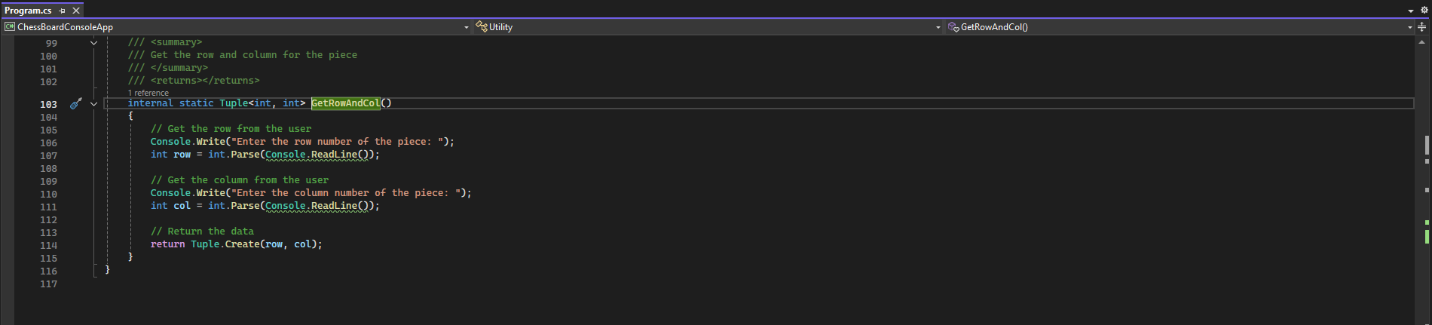 Program.cs
ChessBoardConsoleApp Utility GetRowAndCol()
99 /// <summary>
100 /// Get the row and column for the piece
101 /// </summary>
102 /// <returns></returns>
1 reference
103 internal static Tuple<int, int> GetRowAndCol()
104 {
105 // Get the row from the user
106 Console.Write("Enter the row number of the piece: ");
107 int row = int.Parse(Console.ReadLine());
108
109 // Get the column from the user
110 Console.Write("Enter the column number of the piece: ");
111 int col = int.Parse(Console.ReadLine());
112
113 // Return the data
114 return Tuple.Create(row, col);
115 }
116 }
117